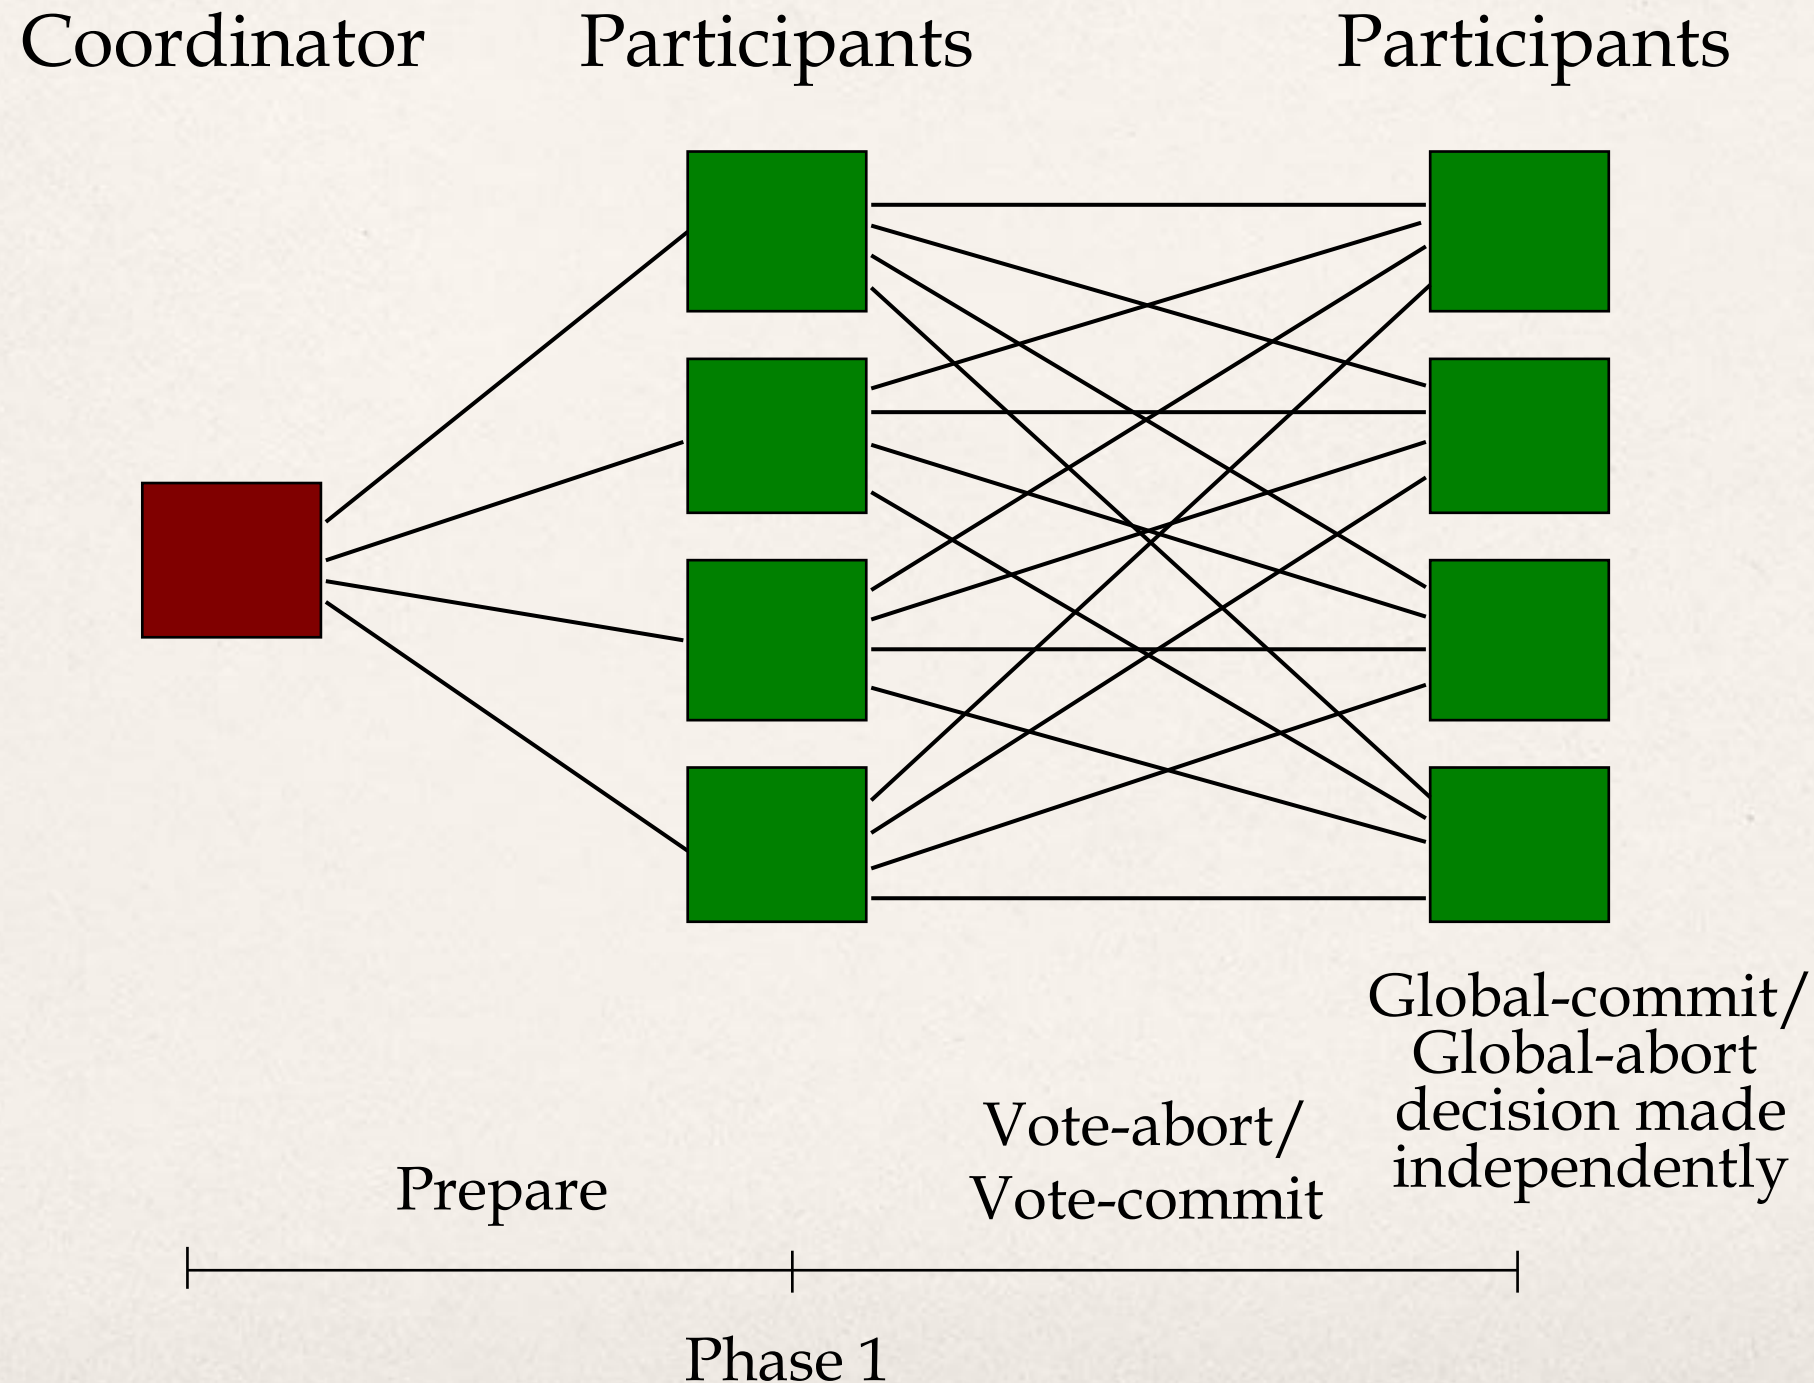 Coordinator
Participants
Participants
Global-commit/
Global-abort
decision made
independently
Vote-abort/
Vote-commit
Prepare
Phase 1